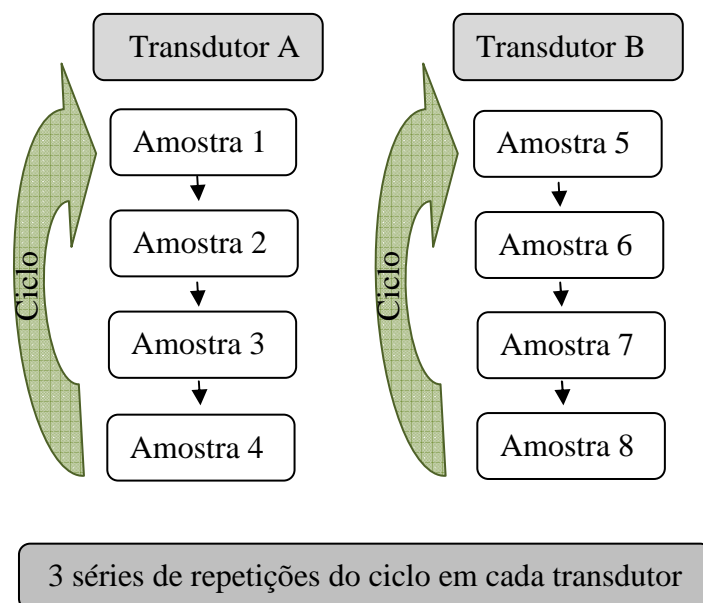 Transdutor A
Ciclo
Amostra 1
Amostra 2
Amostra 3
Amostra 4
Transdutor B
Ciclo
Amostra 5
Amostra 6
Amostra 7
Amostra 8
3 séries de repetições do ciclo em cada transdutor